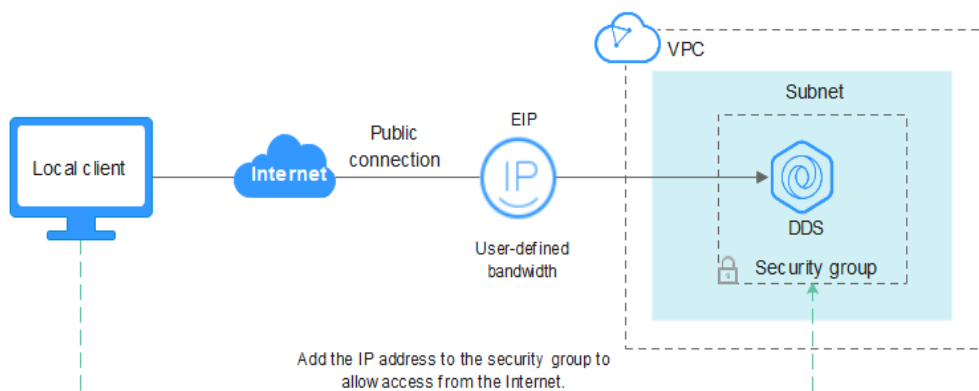 VPC
Subnet
EIP
Public
connection
Local client
Internet
IP
DDS
User-defined
bandwidth
Security group
Add the IP address to the security group to
allow access from the Internet.